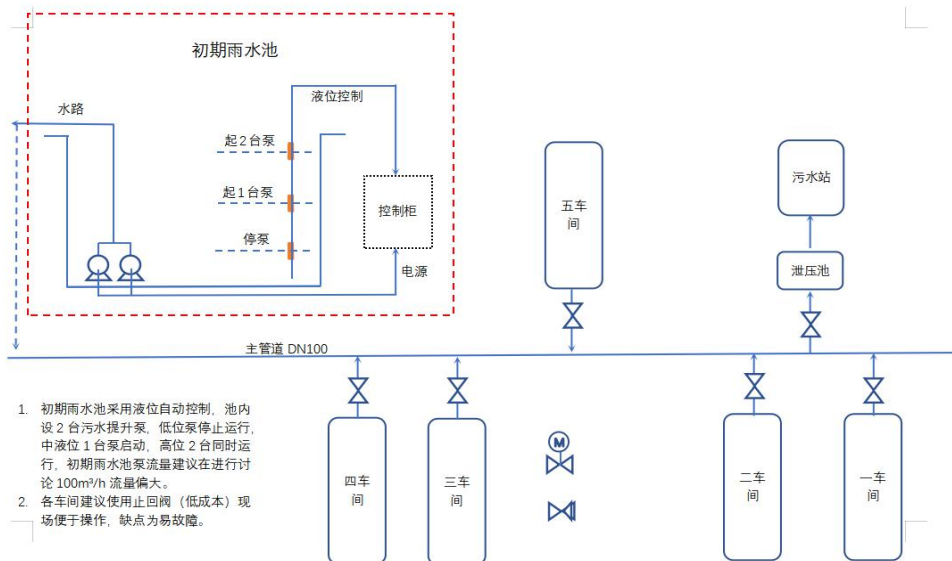 初期雨水池
水路
液位控制
起2台泵
起1台泵
停泵
控制柜
电源
五车
间
污水站
泄压池
主管道 DN100
1. 初期雨水池采用液位自动控制，池内
设 2 台污水提升泵，低位泵停止运行，
中液位 1 台泵启动，高位 2 台同时运
行，初期雨水池泵流量建议在进行讨
论 100m³/h 流量偏大。
2. 各车间建议使用止回阀（低成本）现
场便于操作，缺点为易故障。
四车
间
三车
间
M
二车
间
一车
间